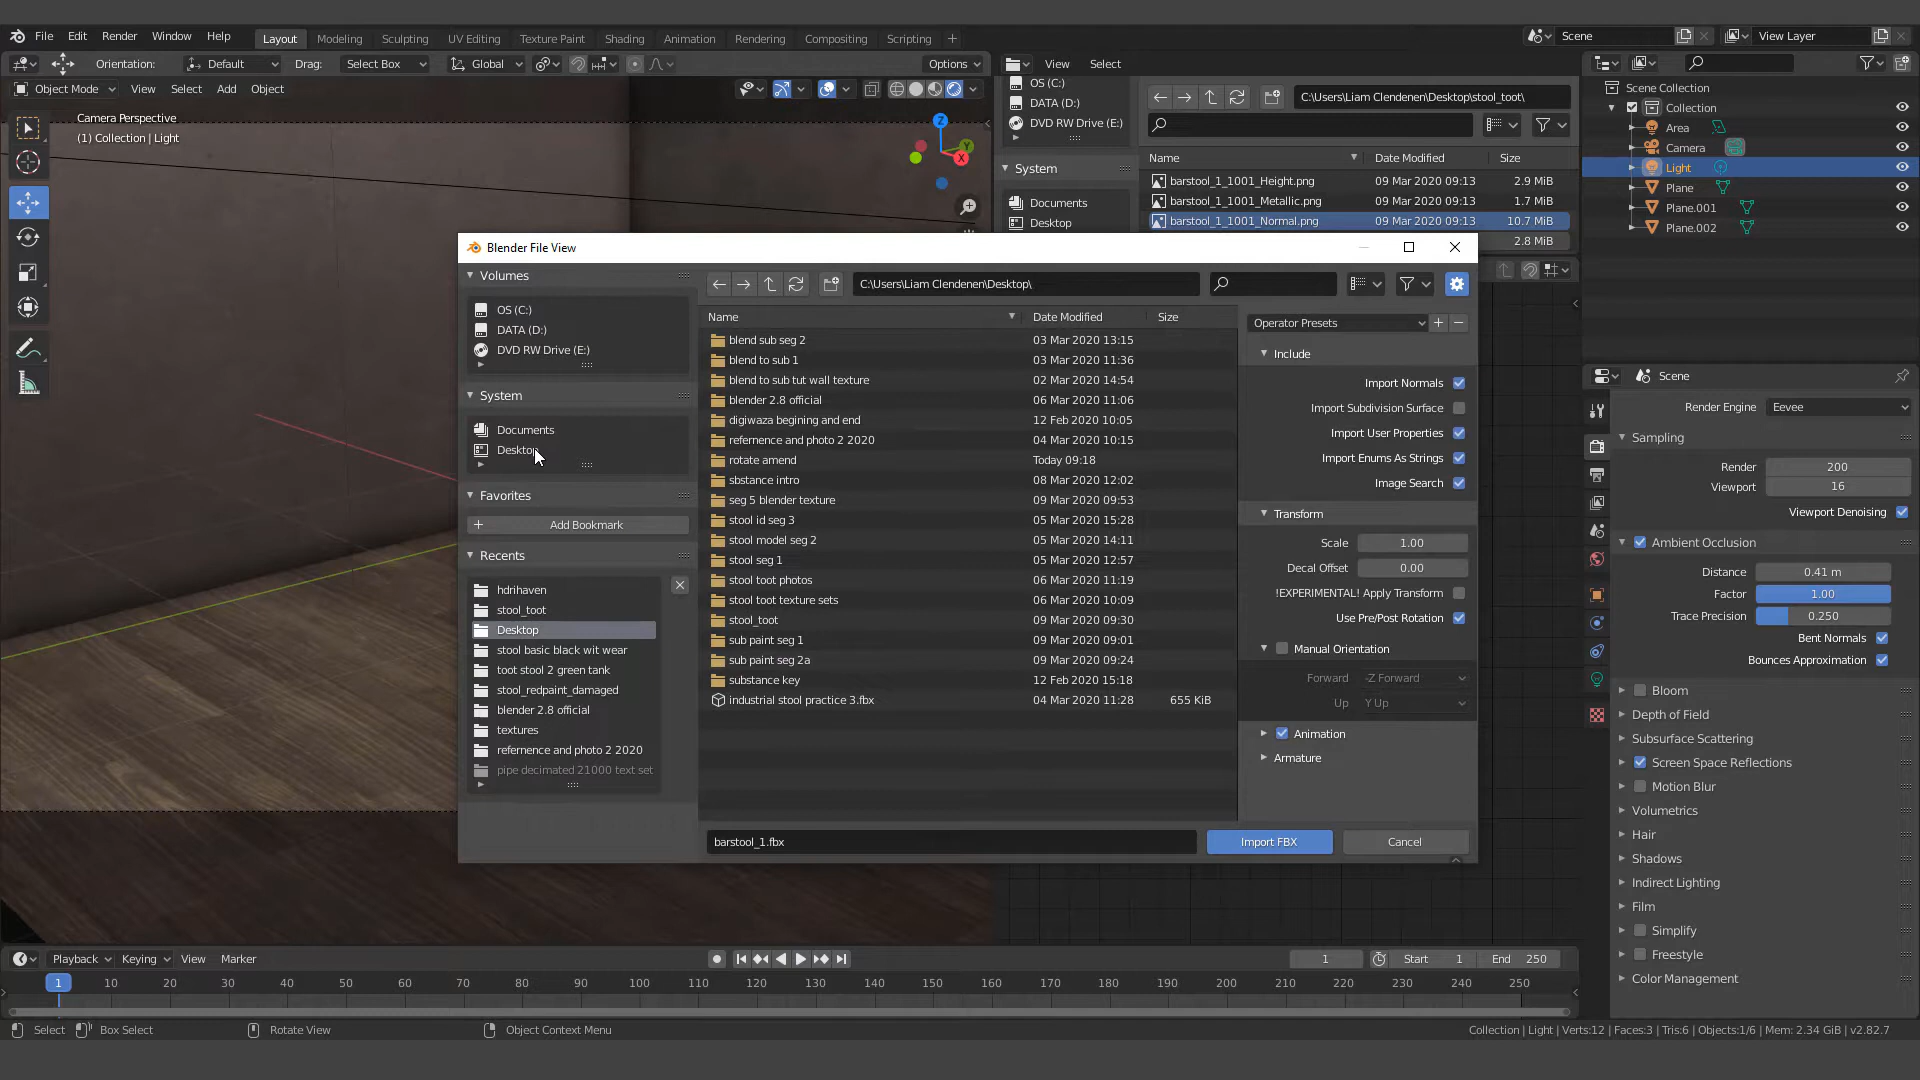 File Edit Render Window Help Layout Modeling Sculpting UV Editing Texture Paint Shading Animation Rendering Compositing Scripting + Scene View Layer
Orientation: Default Drag: Select Box Global Options View Select
Object Mode View Select Add Object
Camera Perspective
(1) Collection | Light
Z
Y
X
OS (C:)
DATA (D:)
DVD RW Drive (E:)
System
Documents
Desktop
C:\Users\Liam Clendenen\Desktop\stool_toot\
Name Date Modified Size
barstool_1_1001_Height.png 09 Mar 2020 09:13 2.9 MiB
barstool_1_1001_Metallic.png 09 Mar 2020 09:13 1.7 MiB
barstool_1_1001_Normal.png 09 Mar 2020 09:13 10.7 MiB
2.8 MiB
Scene Collection
Collection
Area
Camera
Light
Plane
Plane.001
Plane.002
Blender File View
Volumes
OS (C:)
DATA (D:)
DVD RW Drive (E:)
System
Documents
Desktop
Favorites
Add Bookmark
Recents
hdrihaven
stool_toot
Desktop
stool basic black wit wear
toot stool 2 green tank
stool_redpaint_damaged
blender 2.8 official
textures
refernence and photo 2 2020
pipe decimated 21000 text set
C:\Users\Liam Clendenen\Desktop\
Name Date Modified Size
blend sub seg 2 03 Mar 2020 13:15
blend to sub 1 03 Mar 2020 11:36
blend to sub tut wall texture 02 Mar 2020 14:54
blender 2.8 official 06 Mar 2020 11:06
digiwaza begining and end 12 Feb 2020 10:05
refernence and photo 2 2020 04 Mar 2020 10:15
rotate amend Today 09:18
sbstance intro 08 Mar 2020 12:02
seg 5 blender texture 09 Mar 2020 09:53
stool id seg 3 05 Mar 2020 15:28
stool model seg 2 05 Mar 2020 14:11
stool seg 1 05 Mar 2020 12:57
stool toot photos 06 Mar 2020 11:19
stool toot texture sets 06 Mar 2020 10:09
stool_toot 09 Mar 2020 09:30
sub paint seg 1 09 Mar 2020 09:01
sub paint seg 2a 09 Mar 2020 09:24
substance key 12 Feb 2020 15:18
industrial stool practice 3.fbx 04 Mar 2020 11:28 655 KiB
Operator Presets
Include
Import Normals
Import Subdivision Surface
Import User Properties
Import Enums As Strings
Image Search
Transform
Scale 1.00
Decal Offset 0.00
!EXPERIMENTAL! Apply Transform
Use Pre/Post Rotation
Manual Orientation
Forward -Z Forward
Up Y Up
Animation
Armature
barstool_1.fbx Import FBX Cancel
Scene
Render Engine Eevee
Sampling
Render 200
Viewport 16
Viewport Denoising
Ambient Occlusion
Distance 0.41 m
Factor 1.00
Trace Precision 0.250
Bent Normals
Bounces Approximation
Bloom
Depth of Field
Subsurface Scattering
Screen Space Reflections
Motion Blur
Volumetrics
Hair
Shadows
Indirect Lighting
Film
Simplify
Freestyle
Color Management
Playback Keying View Marker 1 Start 1 End 250
1 10 20 30 40 50 60 70 80 90 100 110 120 130 140 150 160 170 180 190 200 210 220 230 240 250
Select Box Select Rotate View Object Context Menu Collection | Light | Verts:12 | Faces:3 | Tris:6 | Objects:1/6 | Mem: 2.34 GiB | v2.82.7